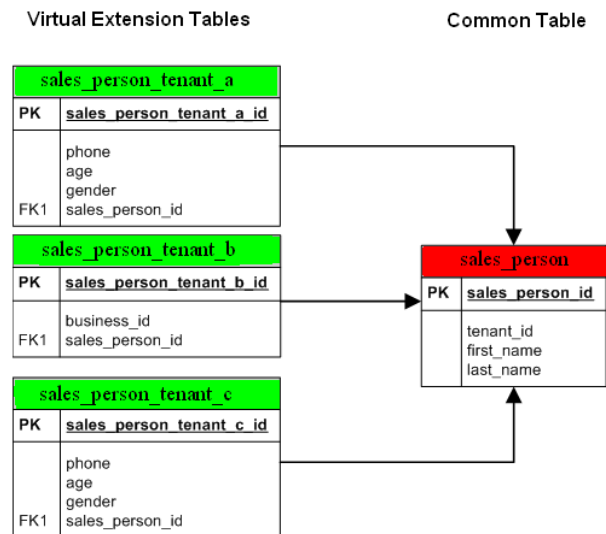 Virtual Extension Tables
Common Table
sales_person_tenant_a
PK sales_person_tenant_a_id
phone
age
gender
FK1 sales_person_id
sales_person_tenant_b
PK sales_person_tenant_b_id
business_id
FK1 sales_person_id
sales_person_tenant_c
PK sales_person_tenant_c_id
phone
age
gender
FK1 sales_person_id
sales_person
PK sales_person_id
tenant_id
first_name
last_name